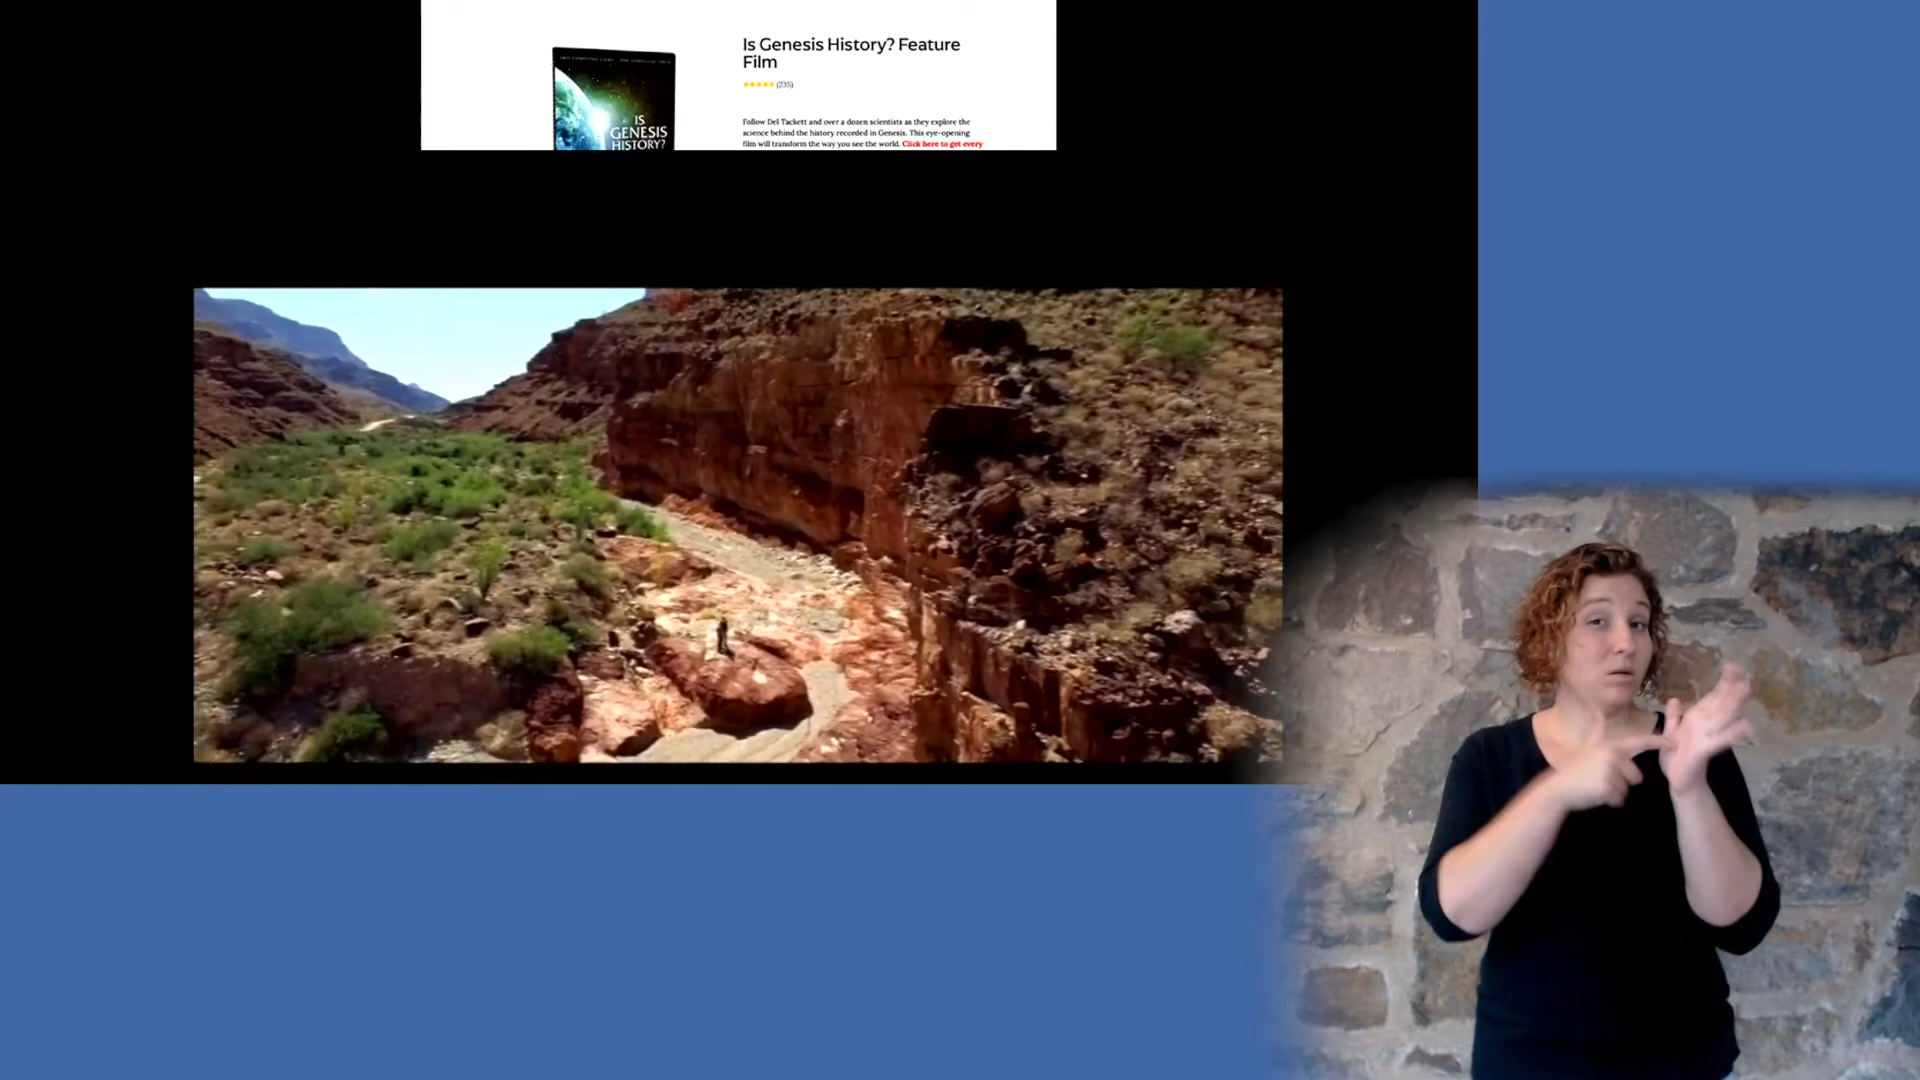 Is Genesis History? Feature
Film
(235)
IS
GENESIS
HISTORY?
Follow Del Tackett and over a dozen scientists as they explore the
science behind the history recorded in Genesis. This eye-opening
film will transform the way you see the world. Click here to get every